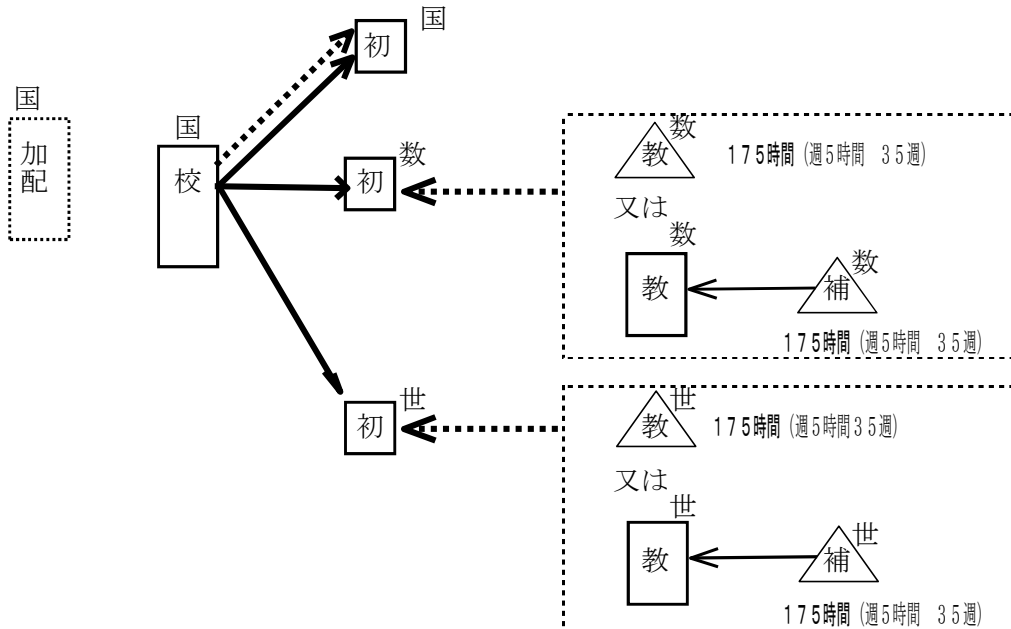 国
初
国
加
配
国
校
数
初
世
初
数
教
175時間 (週5時間 35週)
又は
数
教
数
補
175時間 (週5時間 35週)
世
教
175時間 (週5時間35週)
又は
世
教
世
補
175時間 (週5時間 35週)